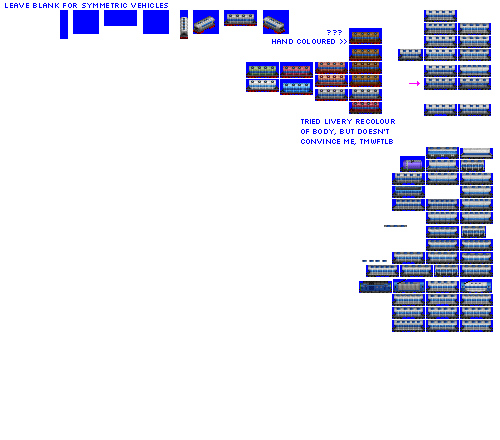 LEAVE BLANK FOR SYMMETRIC VEHICLES
???
HAND COLOURED >>
TRIED LIVERY RECOLOUR
OF BODY, BUT DOESN'T
CONVINCE ME, TMWFTLB